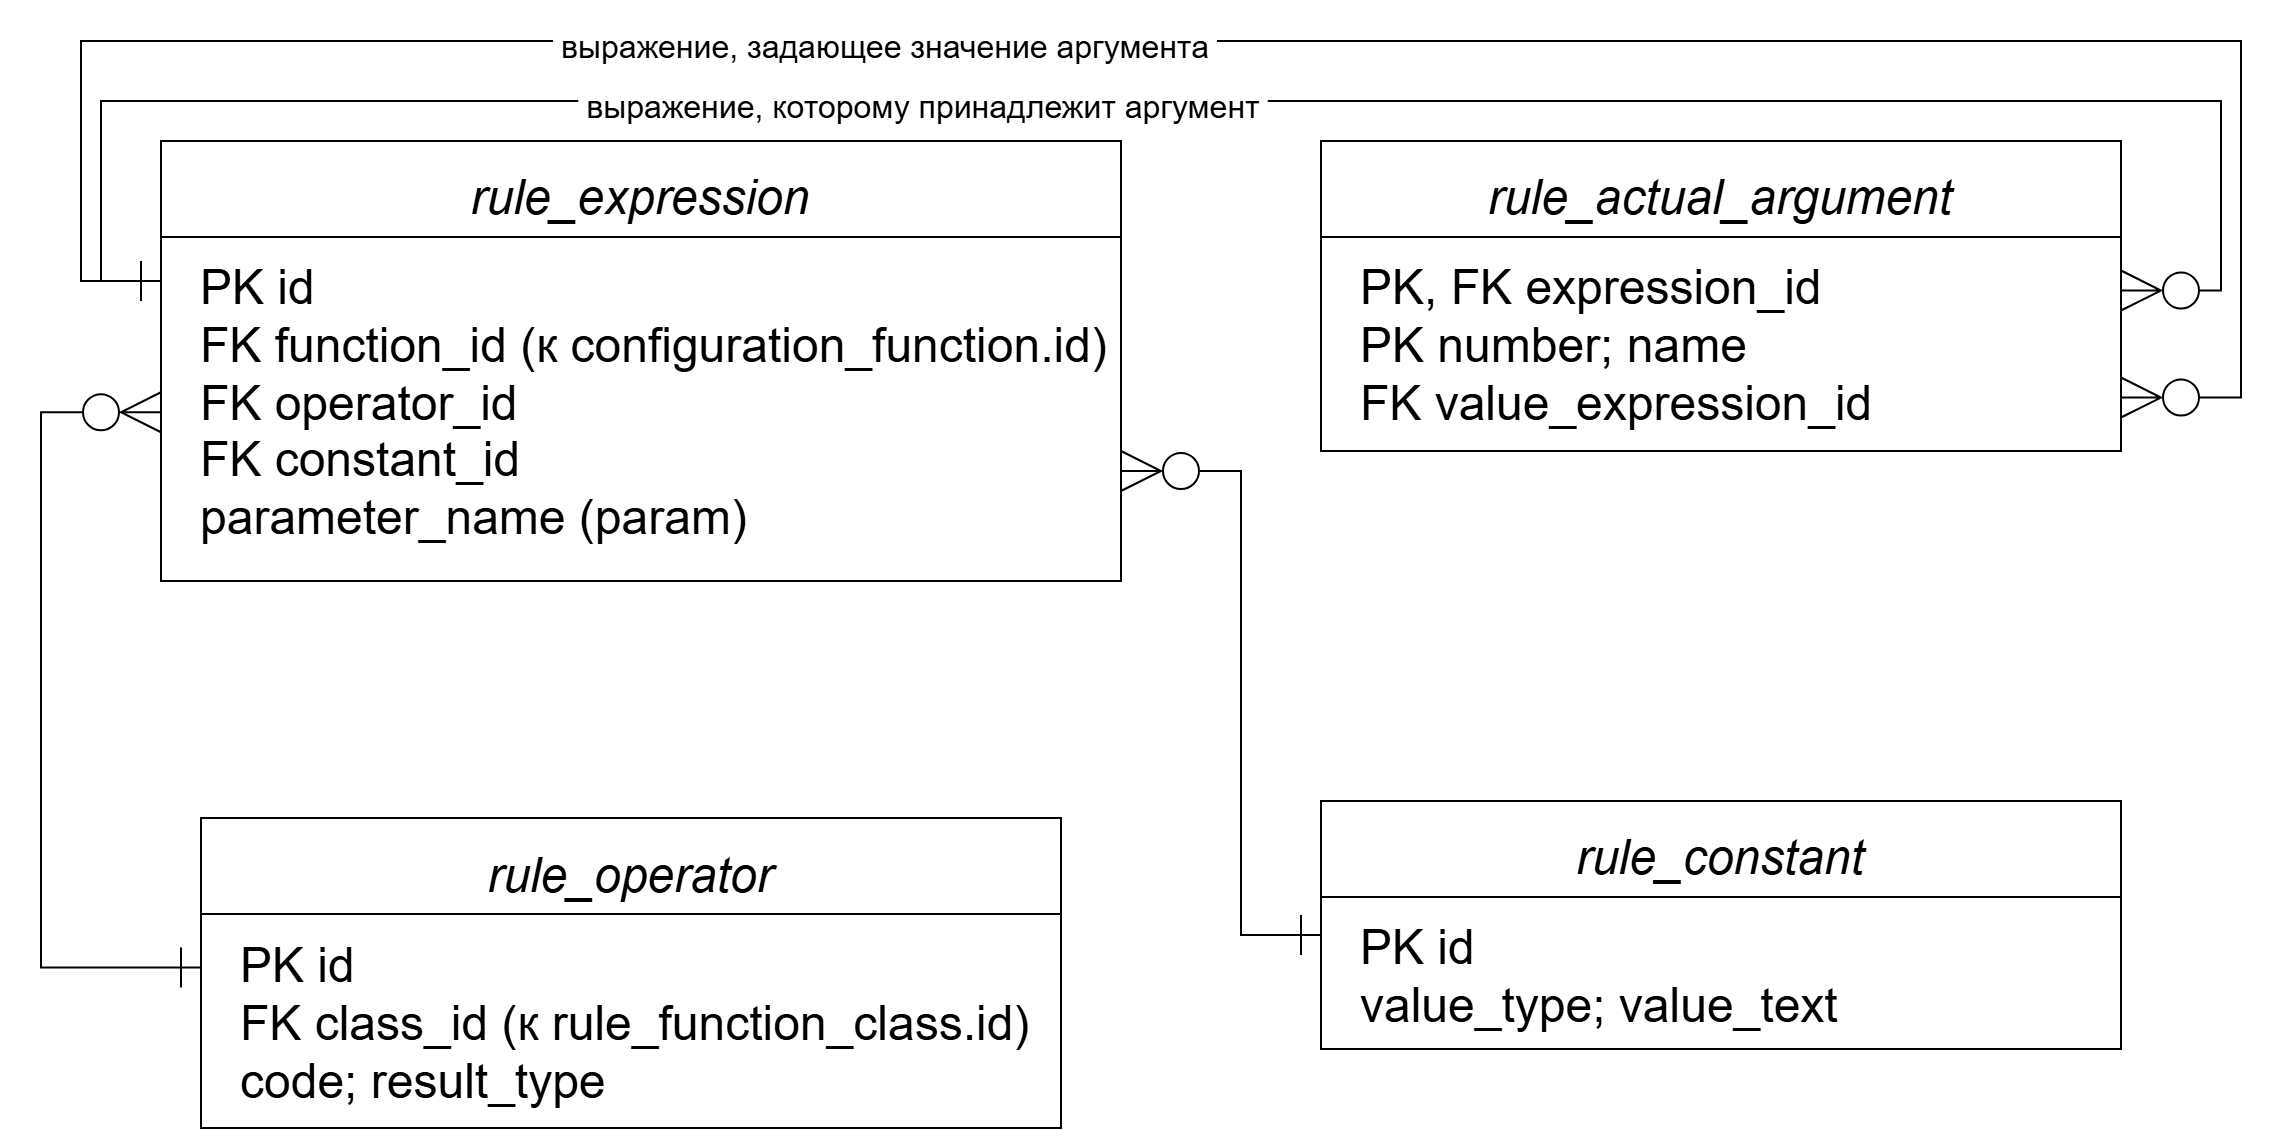 выражение, задающее значение аргумента
выражение, которому принадлежит аргумент
rule_expression
PK id
FK function_id (к configuration_function.id)
FK operator_id
FK constant_id
parameter_name (param)
rule_actual_argument
PK, FK expression_id
PK number; name
FK value_expression_id
rule_operator
PK id
FK class_id (к rule_function_class.id)
code; result_type
rule_constant
PK id
value_type; value_text